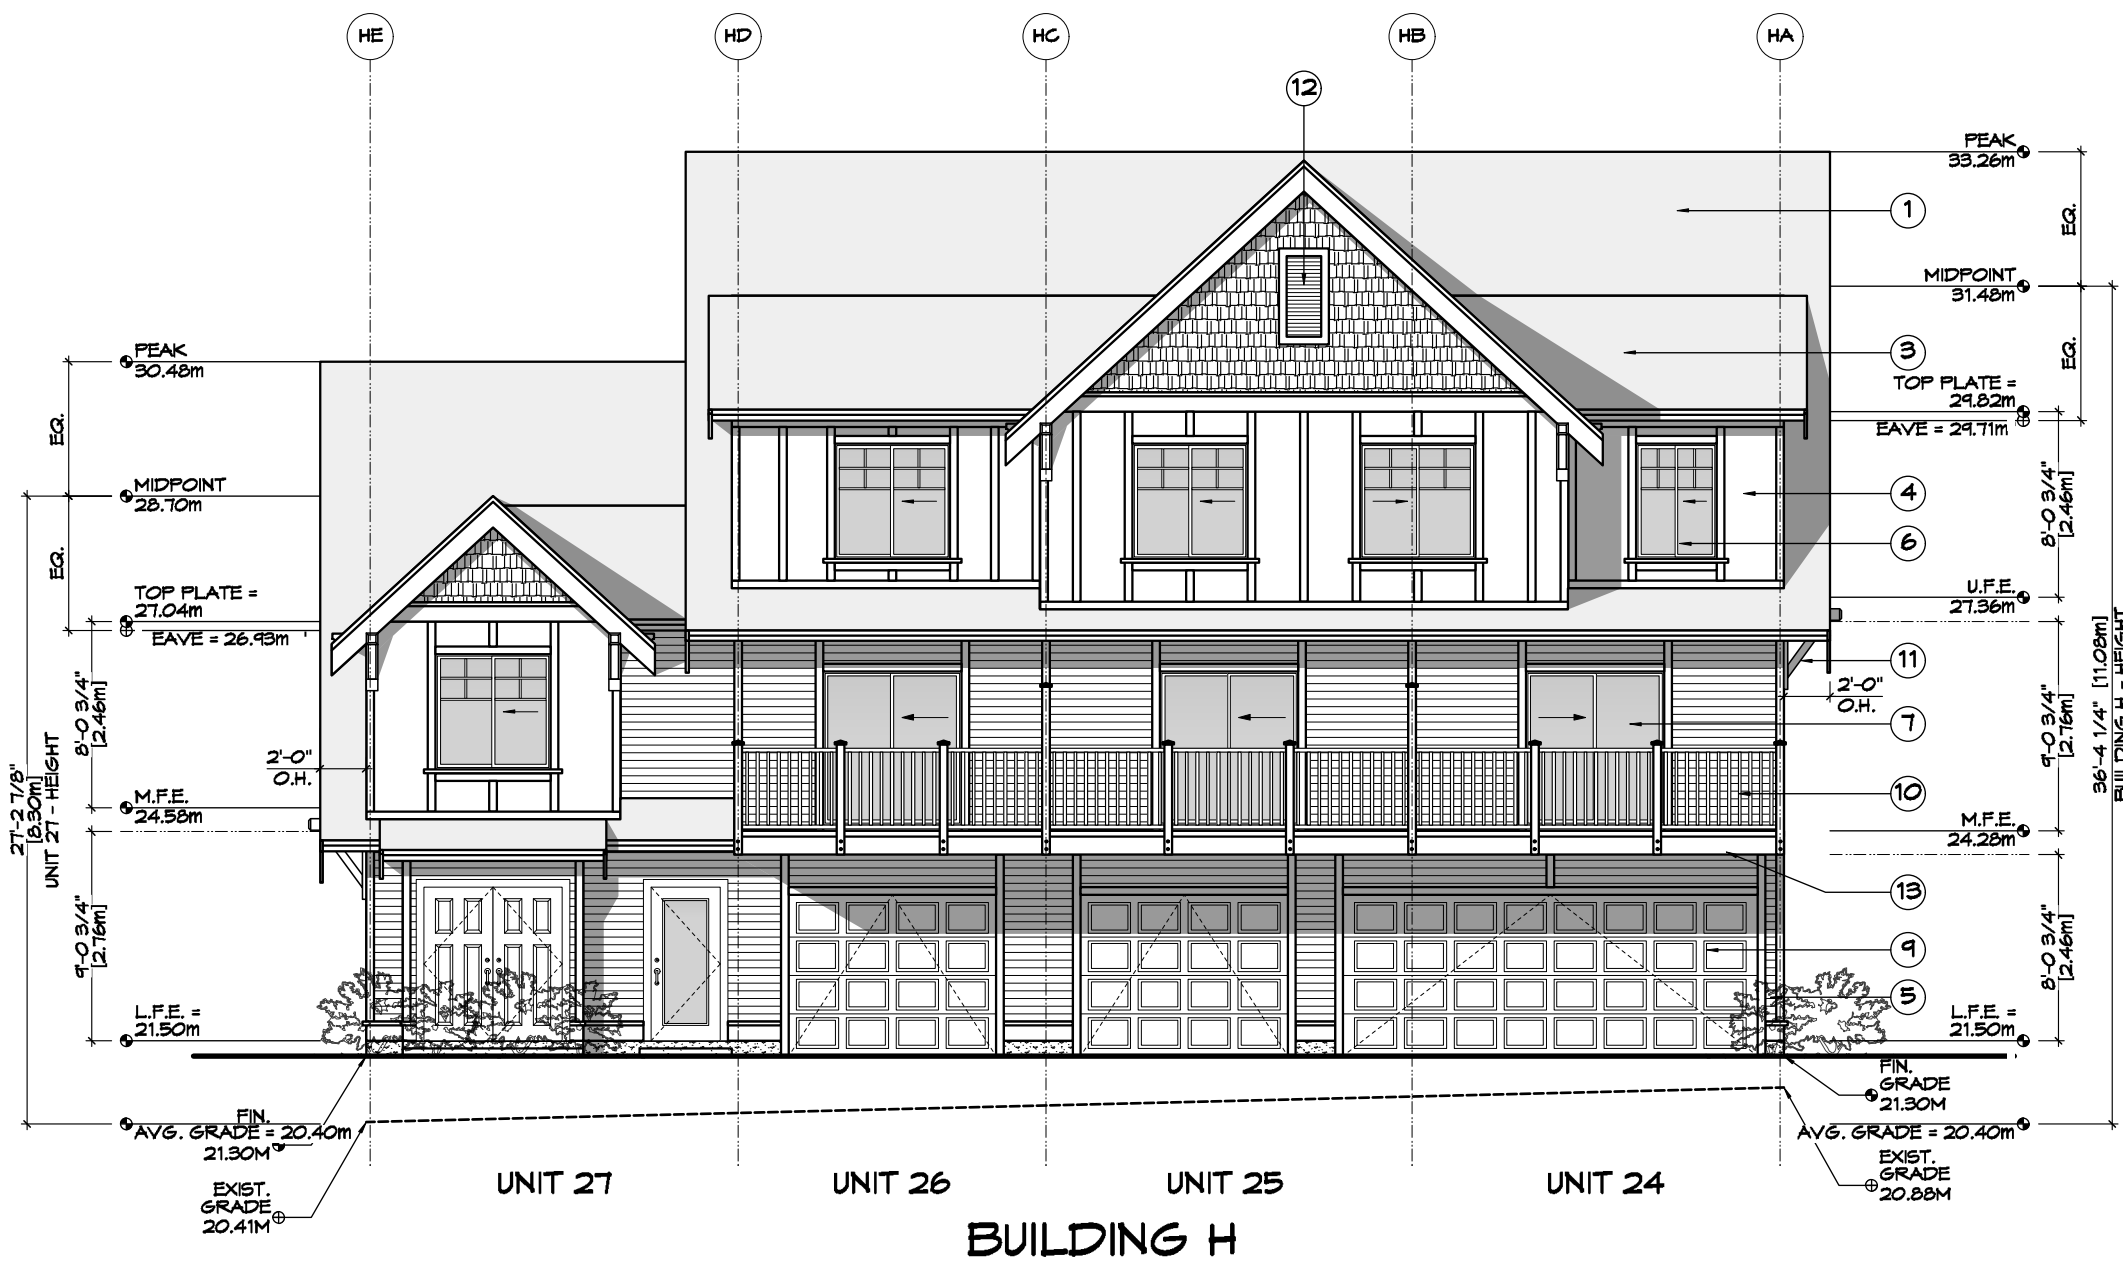 HE
HD
HC
HB
HA
12
PEAK
33.26m
1
EQ.
MIDPOINT
31.48m
3
EQ.
TOP PLATE =
29.82m
EAVE = 29.71m
4
8'-0 3/4"
[2.46m]
6
U.F.E.
27.36m
11
2'-0"
O.H.
7
9'-0 3/4"
[2.76m]
36'-4 1/4" [11.08m]
BUILDING H - HEIGHT
10
M.F.E.
24.28m
13
9
8'-0 3/4"
[2.46m]
5
L.F.E. =
21.50m
FIN.
GRADE
21.30M
AVG. GRADE = 20.40m
EXIST.
GRADE
20.88M
PEAK
30.48m
EQ.
MIDPOINT
28.70m
EQ.
TOP PLATE =
27.04m
EAVE = 26.93m
8'-0 3/4"
[2.46m]
2'-0"
O.H.
27'-2 7/8"
[8.30m]
UNIT 27 - HEIGHT
M.F.E.
24.58m
9'-0 3/4"
[2.76m]
L.F.E. =
21.50m
FIN.
AVG. GRADE = 20.40m
21.30M
EXIST.
GRADE
20.41M
UNIT 27
UNIT 26
UNIT 25
UNIT 24
BUILDING H